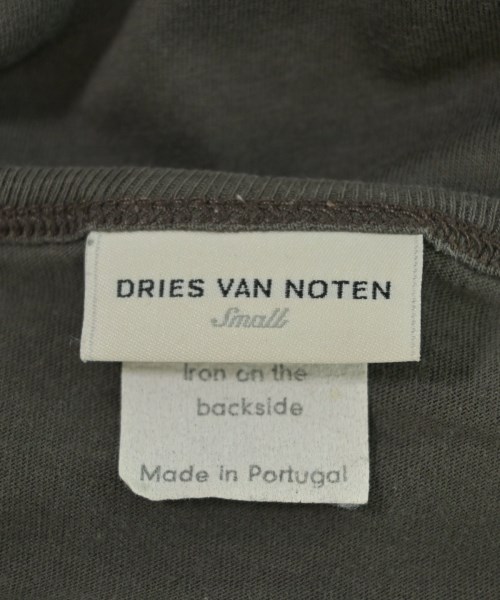 DRIES VAN NOTEN
Small
Iron on the
backside
Made in Portugal